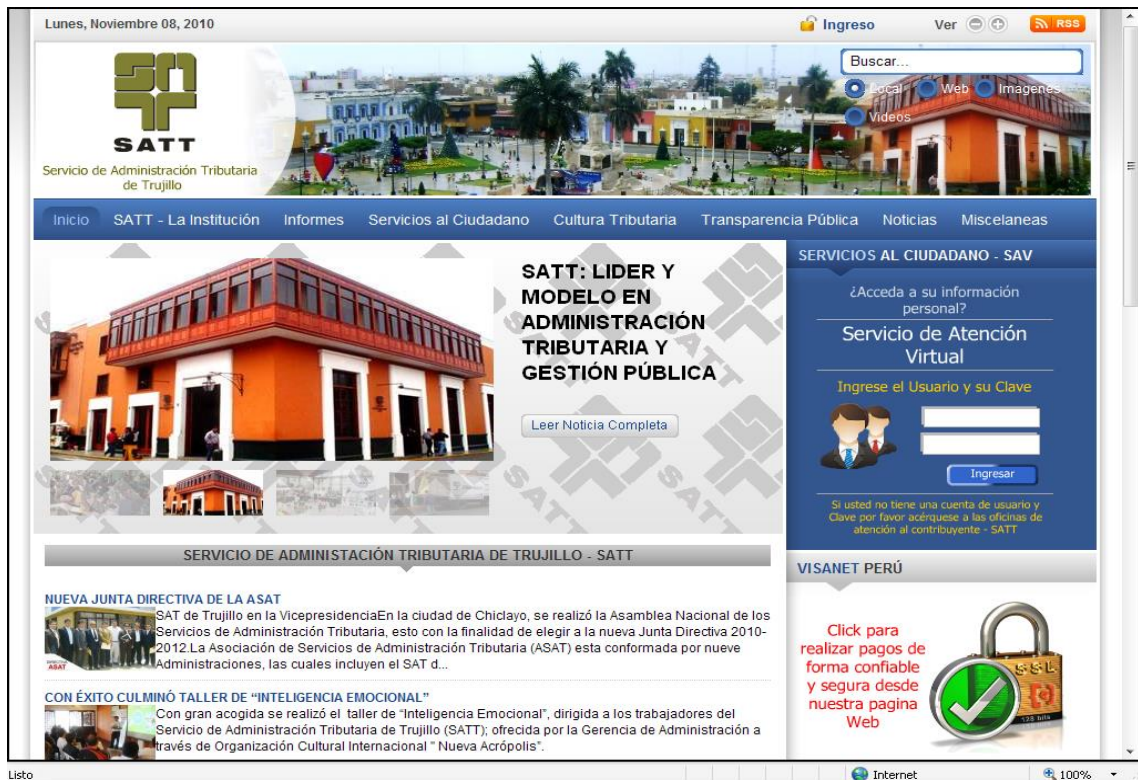 Lunes, Noviembre 08, 2010
Ingreso
Ver
RSS
SATT
Servicio de Administración Tributaria
de Trujillo
Buscar...
Local Web Imagenes
Videos
Inicio SATT - La Institución Informes Servicios al Ciudadano Cultura Tributaria Transparencia Pública Noticias Miscelaneas
SATT: LIDER Y
MODELO EN
ADMINISTRACIÓN
TRIBUTARIA Y
GESTIÓN PÚBLICA
Leer Noticia Completa
SERVICIOS AL CIUDADANO - SAV
¿Acceda a su información
personal?
Servicio de Atención
Virtual
Ingrese el Usuario y su Clave
Ingresar
Si usted no tiene una cuenta de usuario y
Clave por favor acérquese a las oficinas de
atención al contribuyente - SATT
SERVICIO DE ADMINISTACIÓN TRIBUTARIA DE TRUJILLO - SATT
NUEVA JUNTA DIRECTIVA DE LA ASAT
SAT de Trujillo en la VicepresidenciaEn la ciudad de Chiclayo, se realizó la Asamblea Nacional de los
Servicios de Administración Tributaria, esto con la finalidad de elegir a la nueva Junta Directiva 2010-
2012.La Asociación de Servicios de Administración Tributaria (ASAT) esta conformada por nueve
Administraciones, las cuales incluyen el SAT d...
ASAT
CON ÉXITO CULMINÓ TALLER DE “INTELIGENCIA EMOCIONAL”
Con gran acogida se realizó el taller de “Inteligencia Emocional”, dirigida a los trabajadores del
Servicio de Administración Tributaria de Trujillo (SATT); ofrecida por la Gerencia de Administración a
través de Organización Cultural Internacional " Nueva Acrópolis".
VISANET PERÚ
Click para
realizar pagos de
forma confiable
y segura desde
nuestra pagina
Web
SSL
128 bits
Listo
Internet
100%